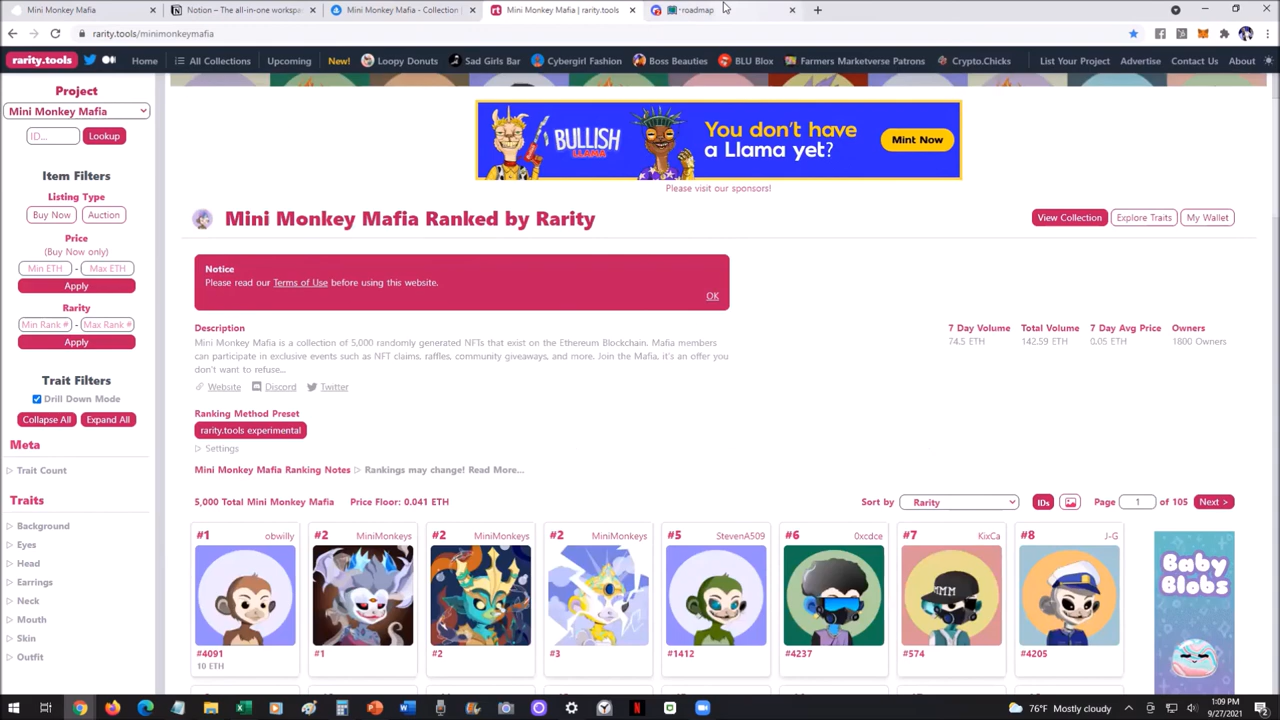 Mini Monkey Mafia
Notion – The all-in-one workspa
Mini Monkey Mafia - Collection
Mini Monkey Mafia | rarity.tools
roadmap
rarity.tools/minimonkeymafia
rarity.tools Home All Collections Upcoming New! Loopy Donuts Sad Girls Bar Cybergirl Fashion Boss Beauties BLU Blox Farmers Marketverse Patrons Crypto.Chicks List Your Project Advertise Contact Us About
Project
Mini Monkey Mafia
ID... Lookup
Item Filters
Listing Type
Buy Now Auction
Price
(Buy Now only)
Min ETH - Max ETH
Apply
Rarity
Min Rank # - Max Rank #
Apply
Trait Filters
Drill Down Mode
Collapse All Expand All
Meta
Trait Count
Traits
Background
Eyes
Head
Earrings
Neck
Mouth
Skin
Outfit
BULLISH
LLAMA
You don't have
a Llama yet?
Mint Now
Please visit our sponsors!
Mini Monkey Mafia Ranked by Rarity
View Collection Explore Traits My Wallet
Notice
Please read our Terms of Use before using this website.
OK
Description
Mini Monkey Mafia is a collection of 5,000 randomly generated NFTs that exist on the Ethereum Blockchain. Mafia members
can participate in exclusive events such as NFT claims, raffles, community giveaways, and more. Join the Mafia, it's an offer you
don't want to refuse...
Website Discord Twitter
7 Day Volume Total Volume 7 Day Avg Price Owners
74.5 ETH 142.59 ETH 0.05 ETH 1800 Owners
Ranking Method Preset
rarity.tools experimental
Settings
Mini Monkey Mafia Ranking Notes Rankings may change! Read More...
5,000 Total Mini Monkey Mafia Price Floor: 0.041 ETH
Sort by Rarity IDs Page 1 of 105 Next >
#1 obwilly
#2 MiniMonkeys
#2 MiniMonkeys
#2 MiniMonkeys
#5 StevenA509
#6 0xcdce
#7 KixCa
#8 J-G
MM
#4091
10 ETH
#1
#2
#3
#1412
#4237
#574
#4205
Baby
Blobs
76°F Mostly cloudy
1:09 PM
9/27/2021
2